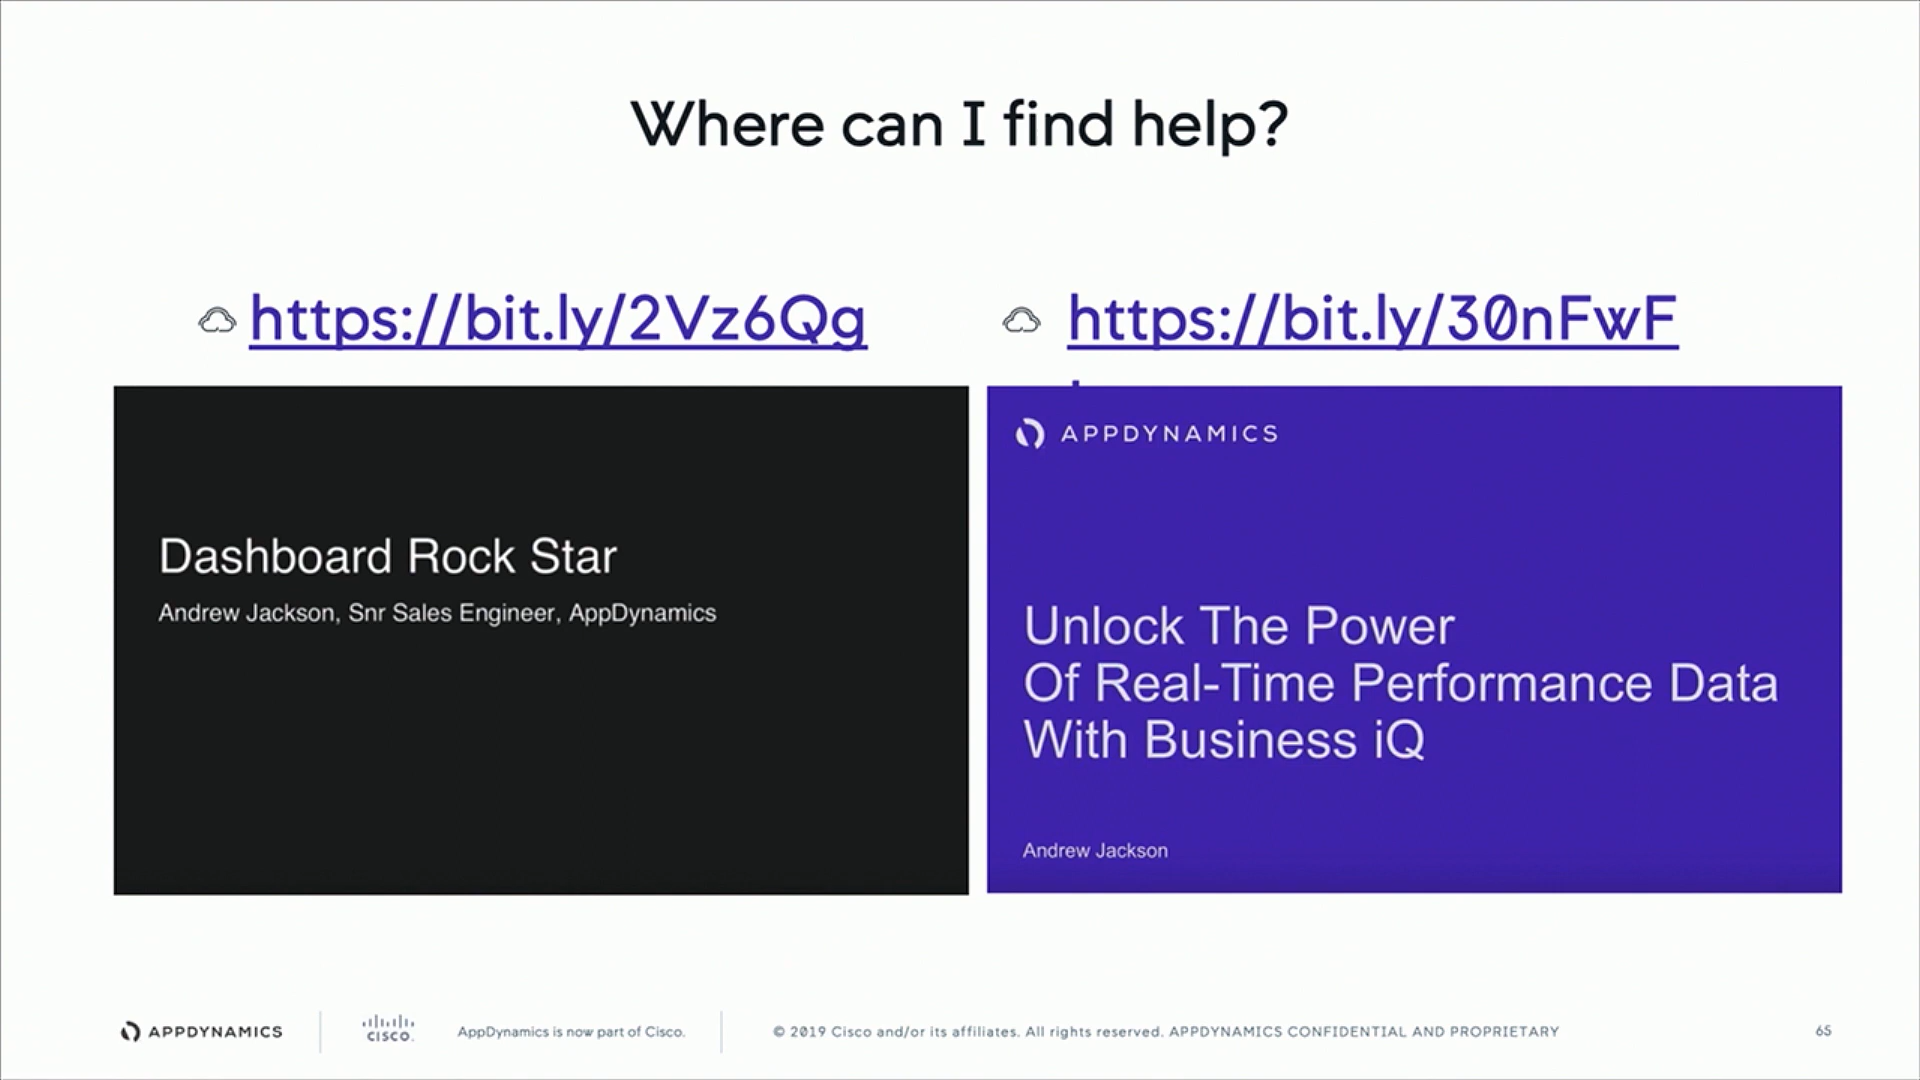 Where can I find help?
https://bit.ly/2Vz6Qg
https://bit.ly/30nFwF
Dashboard Rock Star
Andrew Jackson, Snr Sales Engineer, AppDynamics
APPDYNAMICS
Unlock The Power
Of Real-Time Performance Data
With Business iQ
Andrew Jackson
APPDYNAMICS
CISCO.
AppDynamics is now part of Cisco.
© 2019 Cisco and/or its affiliates. All rights reserved. APPDYNAMICS CONFIDENTIAL AND PROPRIETARY
65